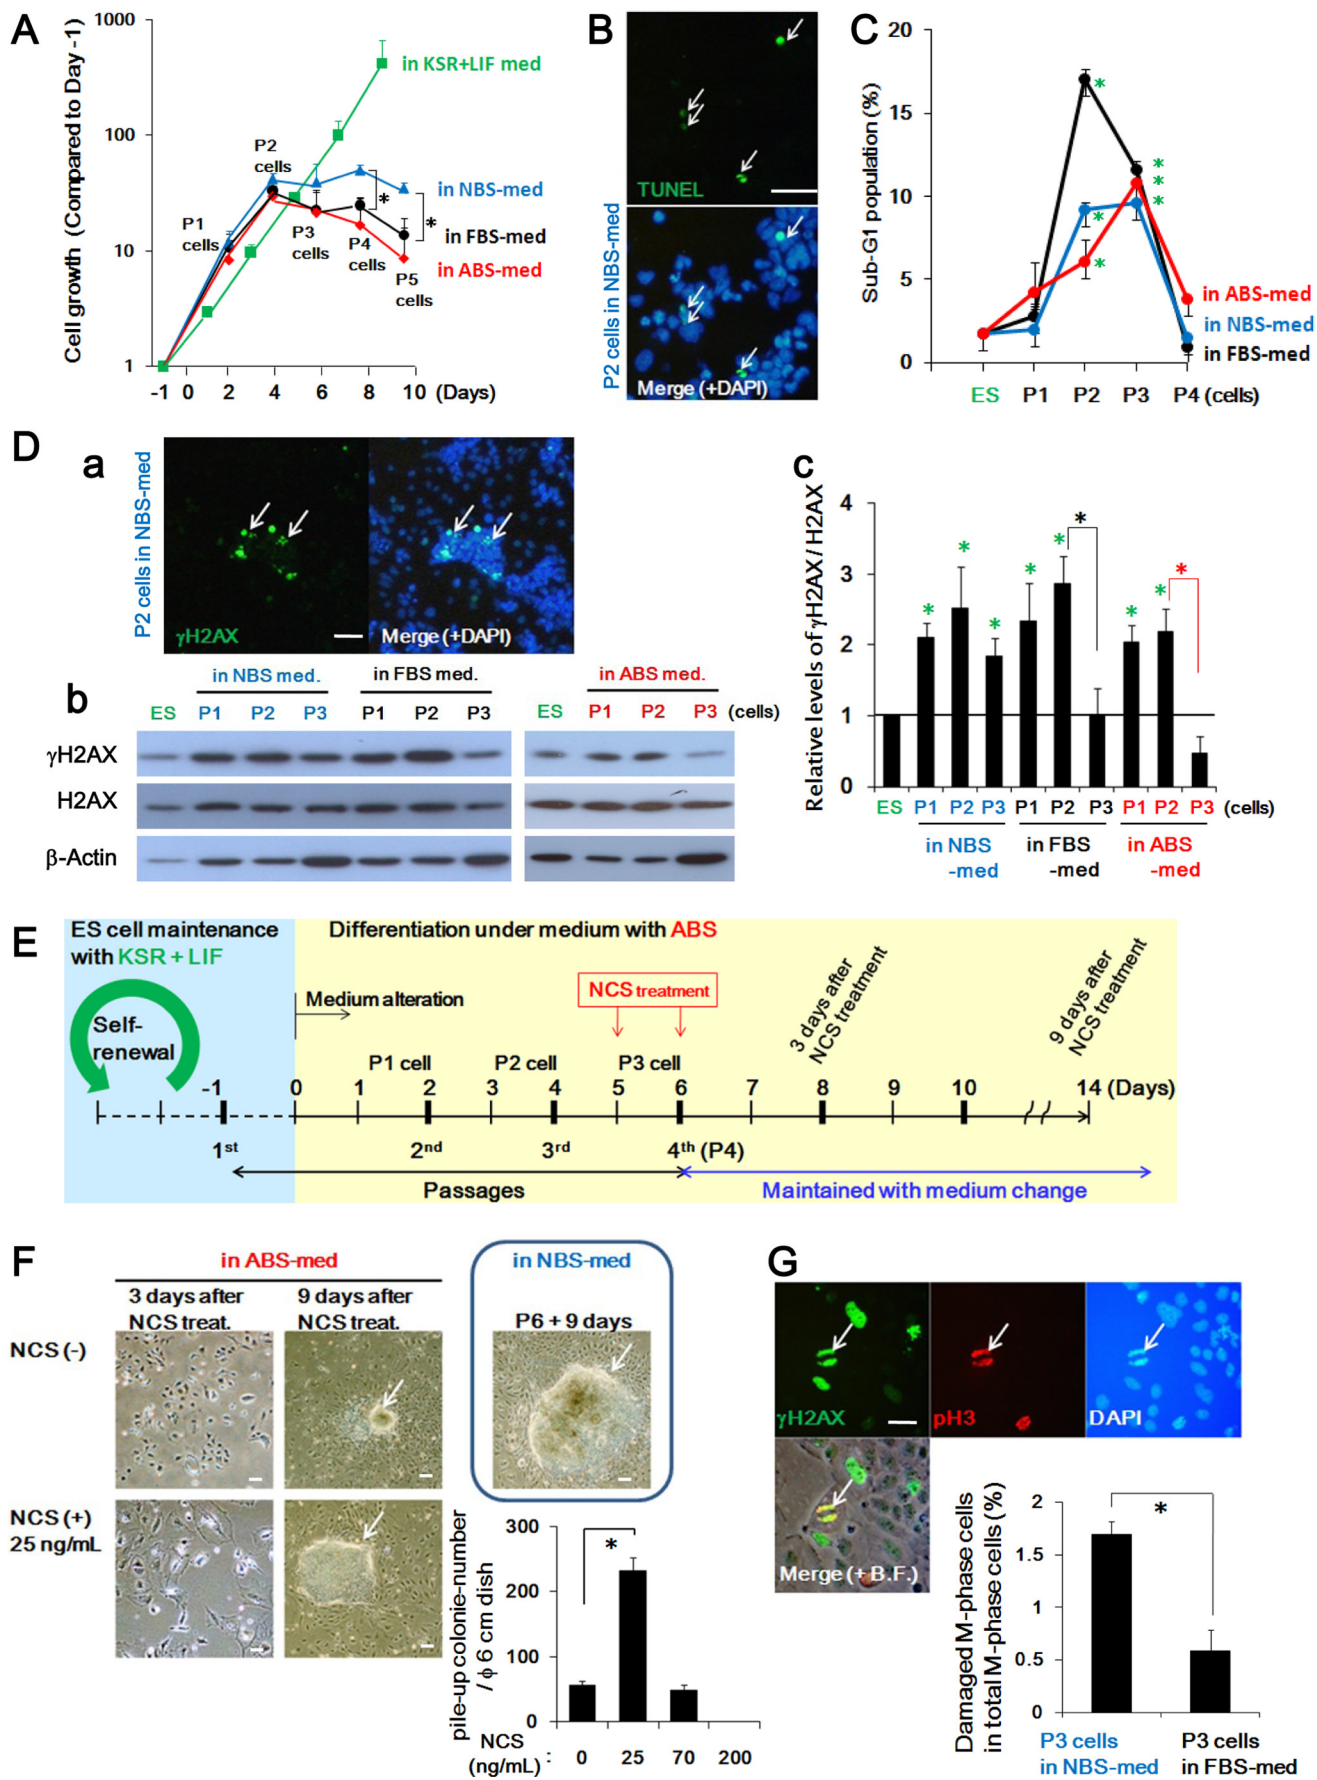 A
Cell growth (Compared to Day -1)
1000
100
10
1
in KSR+LIF med
P2
cells
P1
cells
in NBS-med
*
*
P3
cells
P4
cells
in FBS-med
in ABS-med
P5
cells
-1 0 2 4 6 8 10 (Days)
B
P2 cells in NBS-med
TUNEL
Merge (+DAPI)
C
Sub-G1 population (%)
20
15
10
5
0
*
*
*
*
*
*
in ABS-med
in NBS-med
in FBS-med
ES P1 P2 P3 P4 (cells)
D
a
P2 cells in NBS-med
γH2AX
Merge (+DAPI)
b
in NBS med. in FBS med. in ABS med.
ES P1 P2 P3 P1 P2 P3 ES P1 P2 P3 (cells)
γH2AX
H2AX
β-Actin
c
Relative levels of γH2AX / H2AX
4
3
2
1
0
* * * * * * * * *
ES P1 P2 P3 P1 P2 P3 P1 P2 P3 (cells)
in NBS in FBS in ABS
-med -med -med
E
ES cell maintenance
with KSR + LIF
Differentiation under medium with ABS
Self-
renewal
Medium alteration
NCS treatment
3 days after
NCS treatment
9 days after
NCS treatment
P1 cell P2 cell P3 cell
-1 0 1 2 3 4 5 6 7 8 9 10 14 (Days)
1st 2nd 3rd 4th (P4)
Passages
Maintained with medium change
F
in ABS-med
3 days after
NCS treat.
9 days after
NCS treat.
NCS (-)
NCS (+)
25 ng/mL
in NBS-med
P6 + 9 days
pile-up colonie-number
/ ϕ 6 cm dish
300
200
100
0
*
NCS
(ng/mL) : 0 25 70 200
G
γH2AX
pH3
DAPI
Merge (+ B.F.)
Damaged M-phase cells
in total M-phase cells (%)
2
1.5
1
0.5
0
*
P3 cells
in NBS-med
P3 cells
in FBS-med